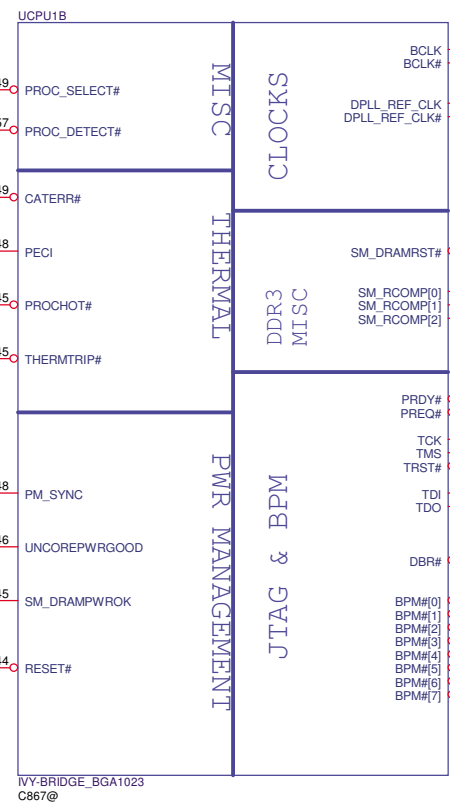 UCPU1B
MISC
PROC_SELECT#
PROC_DETECT#
THERMAL
CATERR#
PECI
PROCHOT#
THERMTRIP#
PWR MANAGEMENT
PM_SYNC
UNCOREPWRGOOD
SM_DRAMPWROK
RESET#
CLOCKS
BCLK
BCLK#
DPLL_REF_CLK
DPLL_REF_CLK#
DDR3
MISC
SM_DRAMRST#
SM_RCOMP[0]
SM_RCOMP[1]
SM_RCOMP[2]
JTAG & BPM
PRDY#
PREQ#
TCK
TMS
TRST#
TDI
TDO
DBR#
BPM#[0]
BPM#[1]
BPM#[2]
BPM#[3]
BPM#[4]
BPM#[5]
BPM#[6]
BPM#[7]
IVY-BRIDGE_BGA1023
C867@